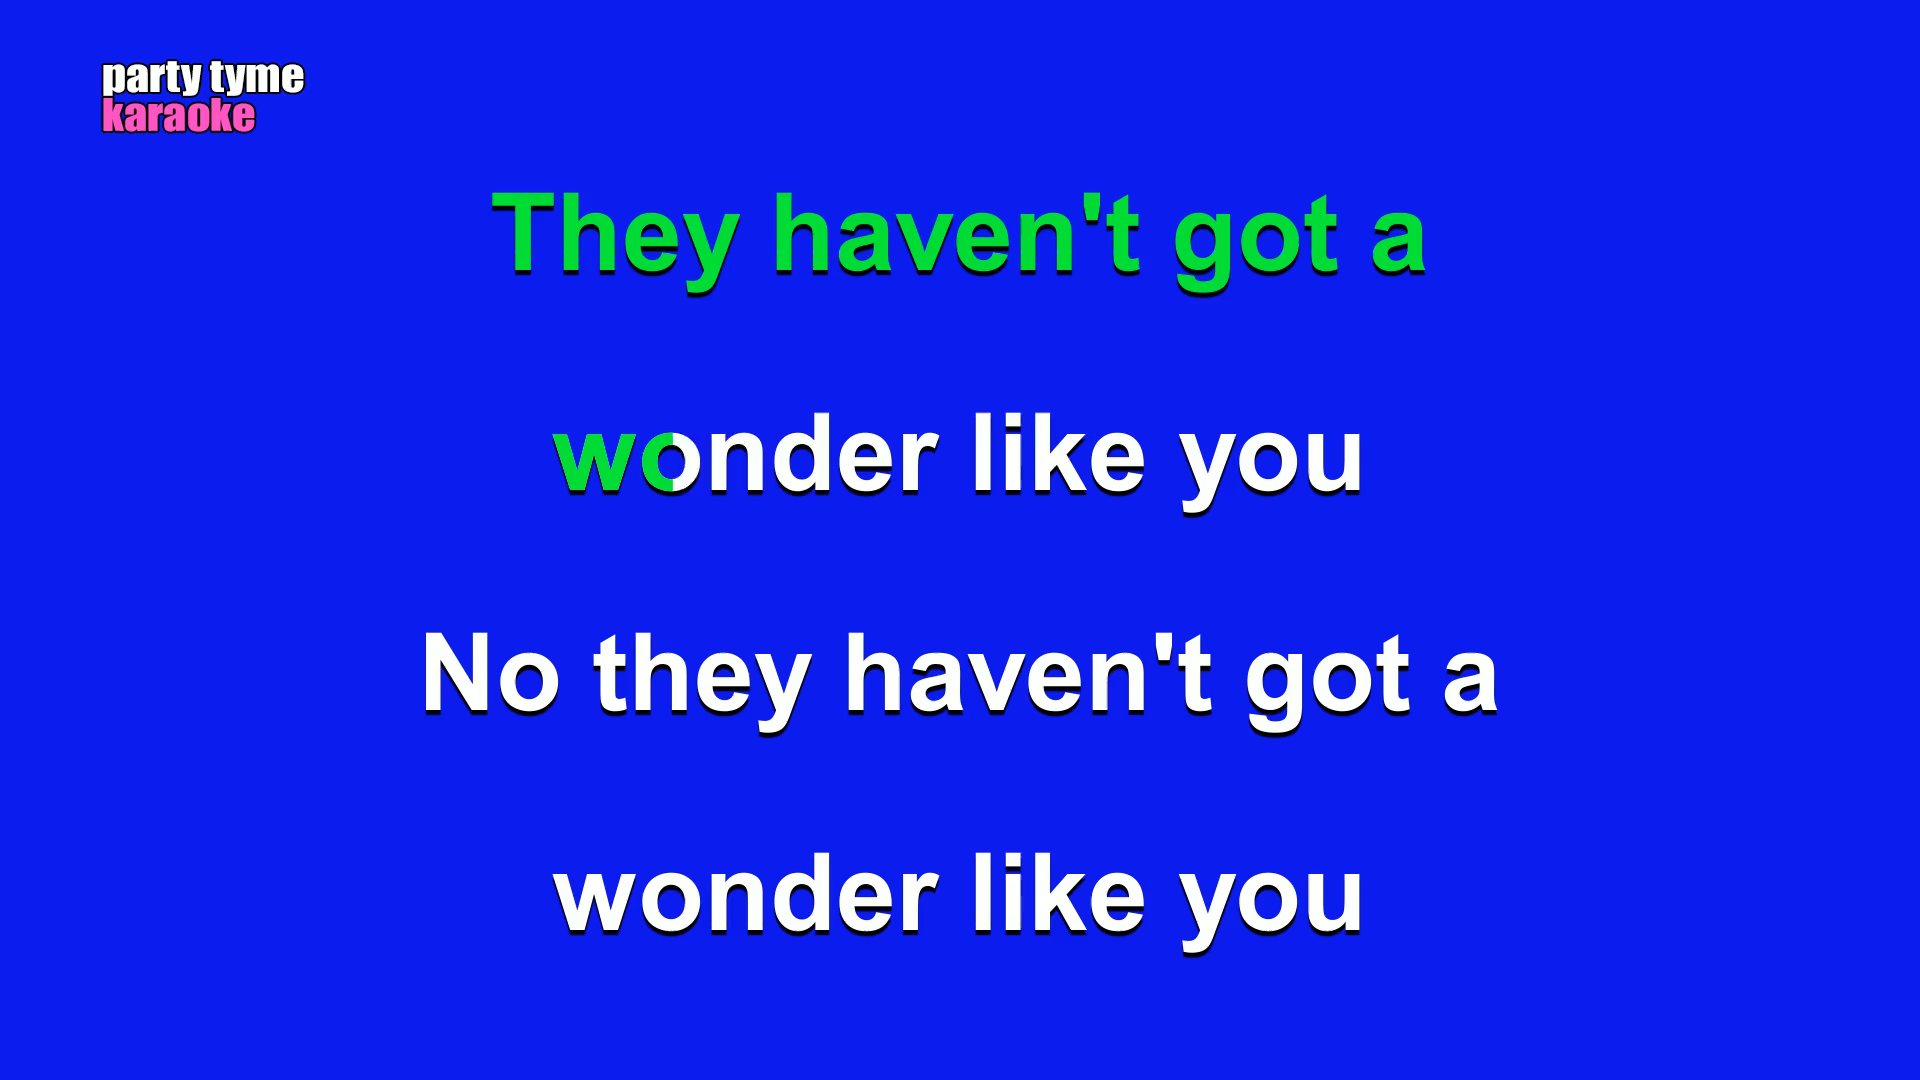 party tyme
karaoke
They haven't got a
wonder like you
No they haven't got a
wonder like you